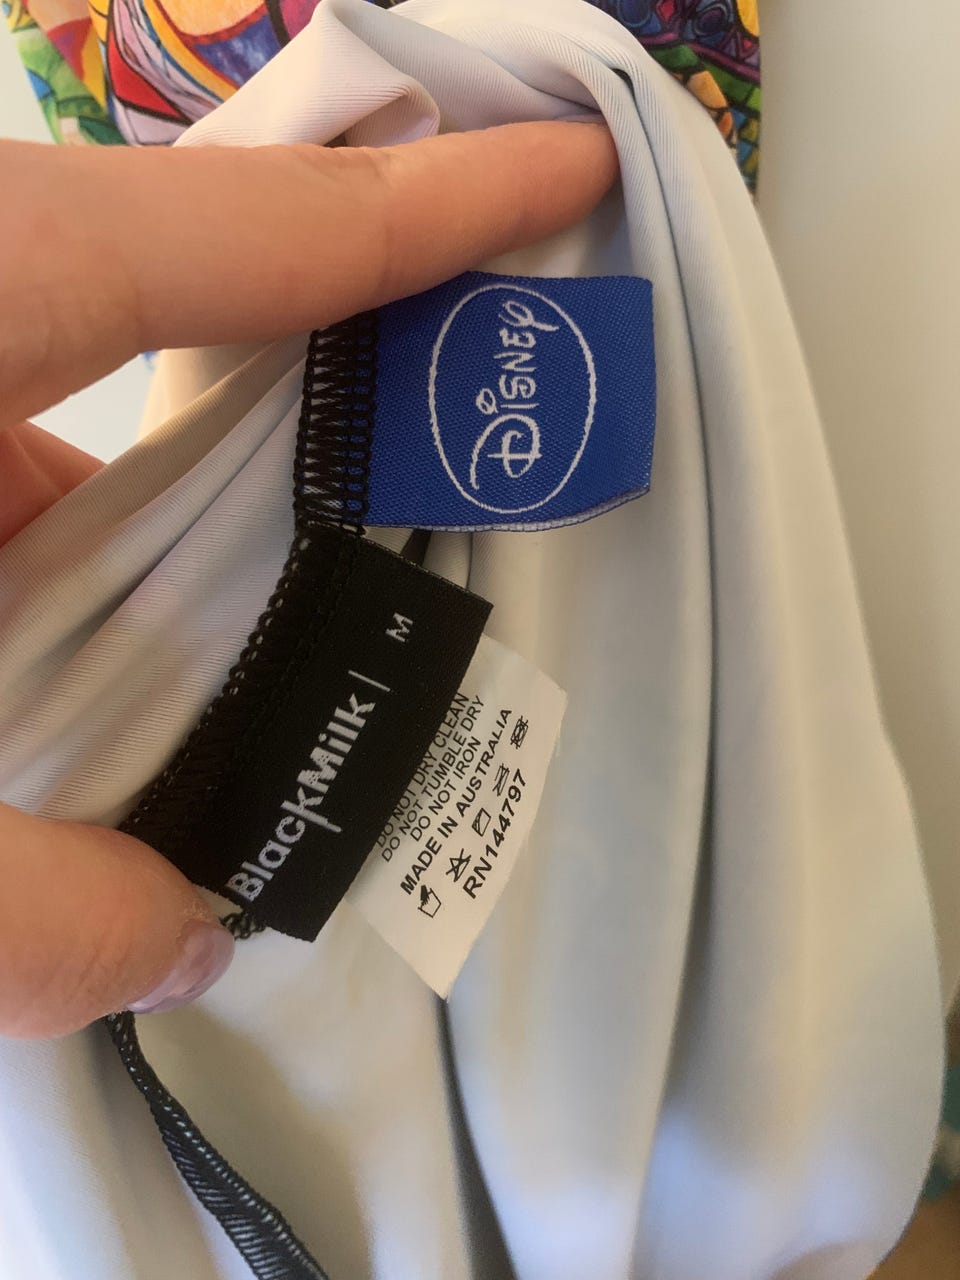 Disney
BlackMilk | M
DO NOT DRY CLEAN
DO NOT TUMBLE DRY
DO NOT IRON
MADE IN AUSTRALIA
RN144797